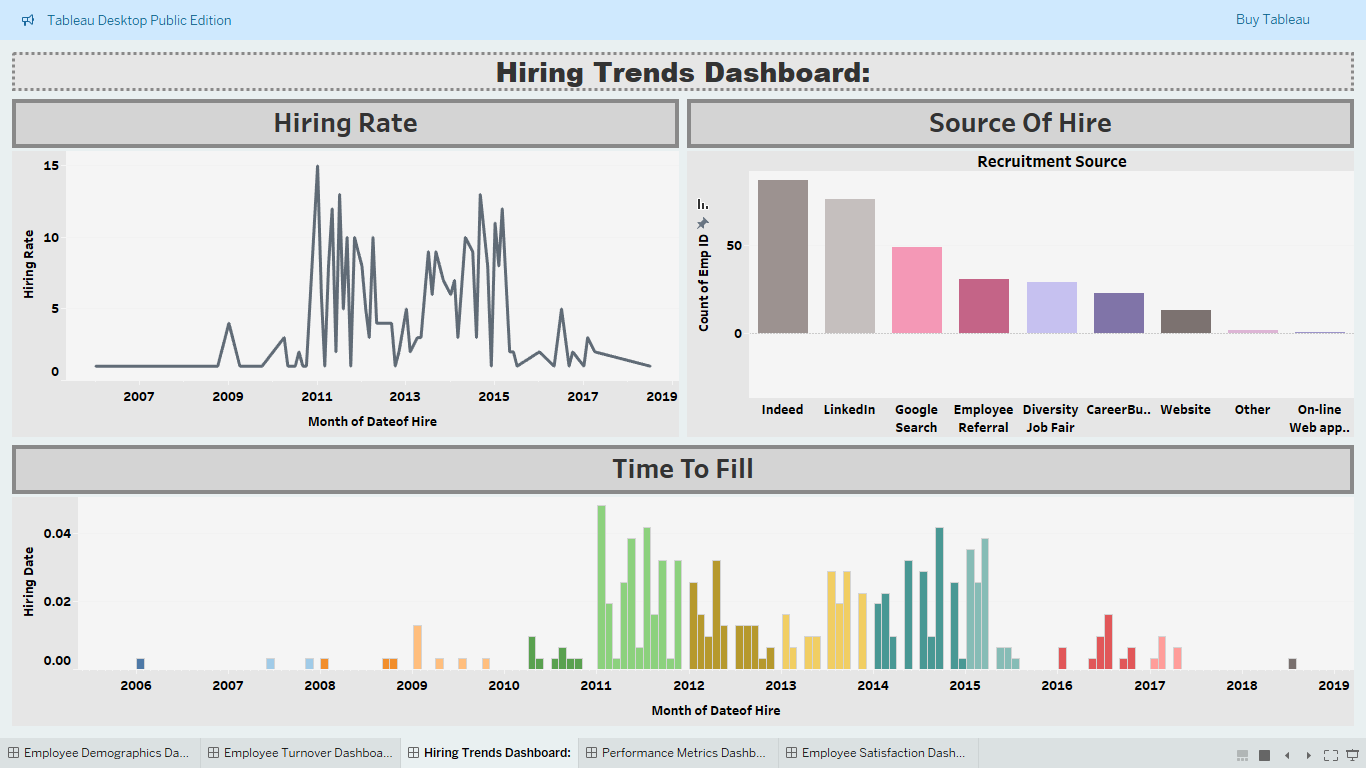 Tableau Desktop Public Edition
Buy Tableau
Hiring Trends Dashboard:
Hiring Rate
15
10
5
0
Hiring Rate
2007 2009 2011 2013 2015 2017 2019
Month of Dateof Hire
Source Of Hire
Recruitment Source
50
0
Count of Emp ID
Indeed LinkedIn Google Employee Diversity CareerBu.. Website Other On-line
Search Referral Job Fair Web app..
Time To Fill
0.04
0.02
0.00
Hiring Date
2006 2007 2008 2009 2010 2011 2012 2013 2014 2015 2016 2017 2018 2019
Month of Dateof Hire
Employee Demographics Da... Employee Turnover Dashboa... Hiring Trends Dashboard: Performance Metrics Dashb... Employee Satisfaction Dash...